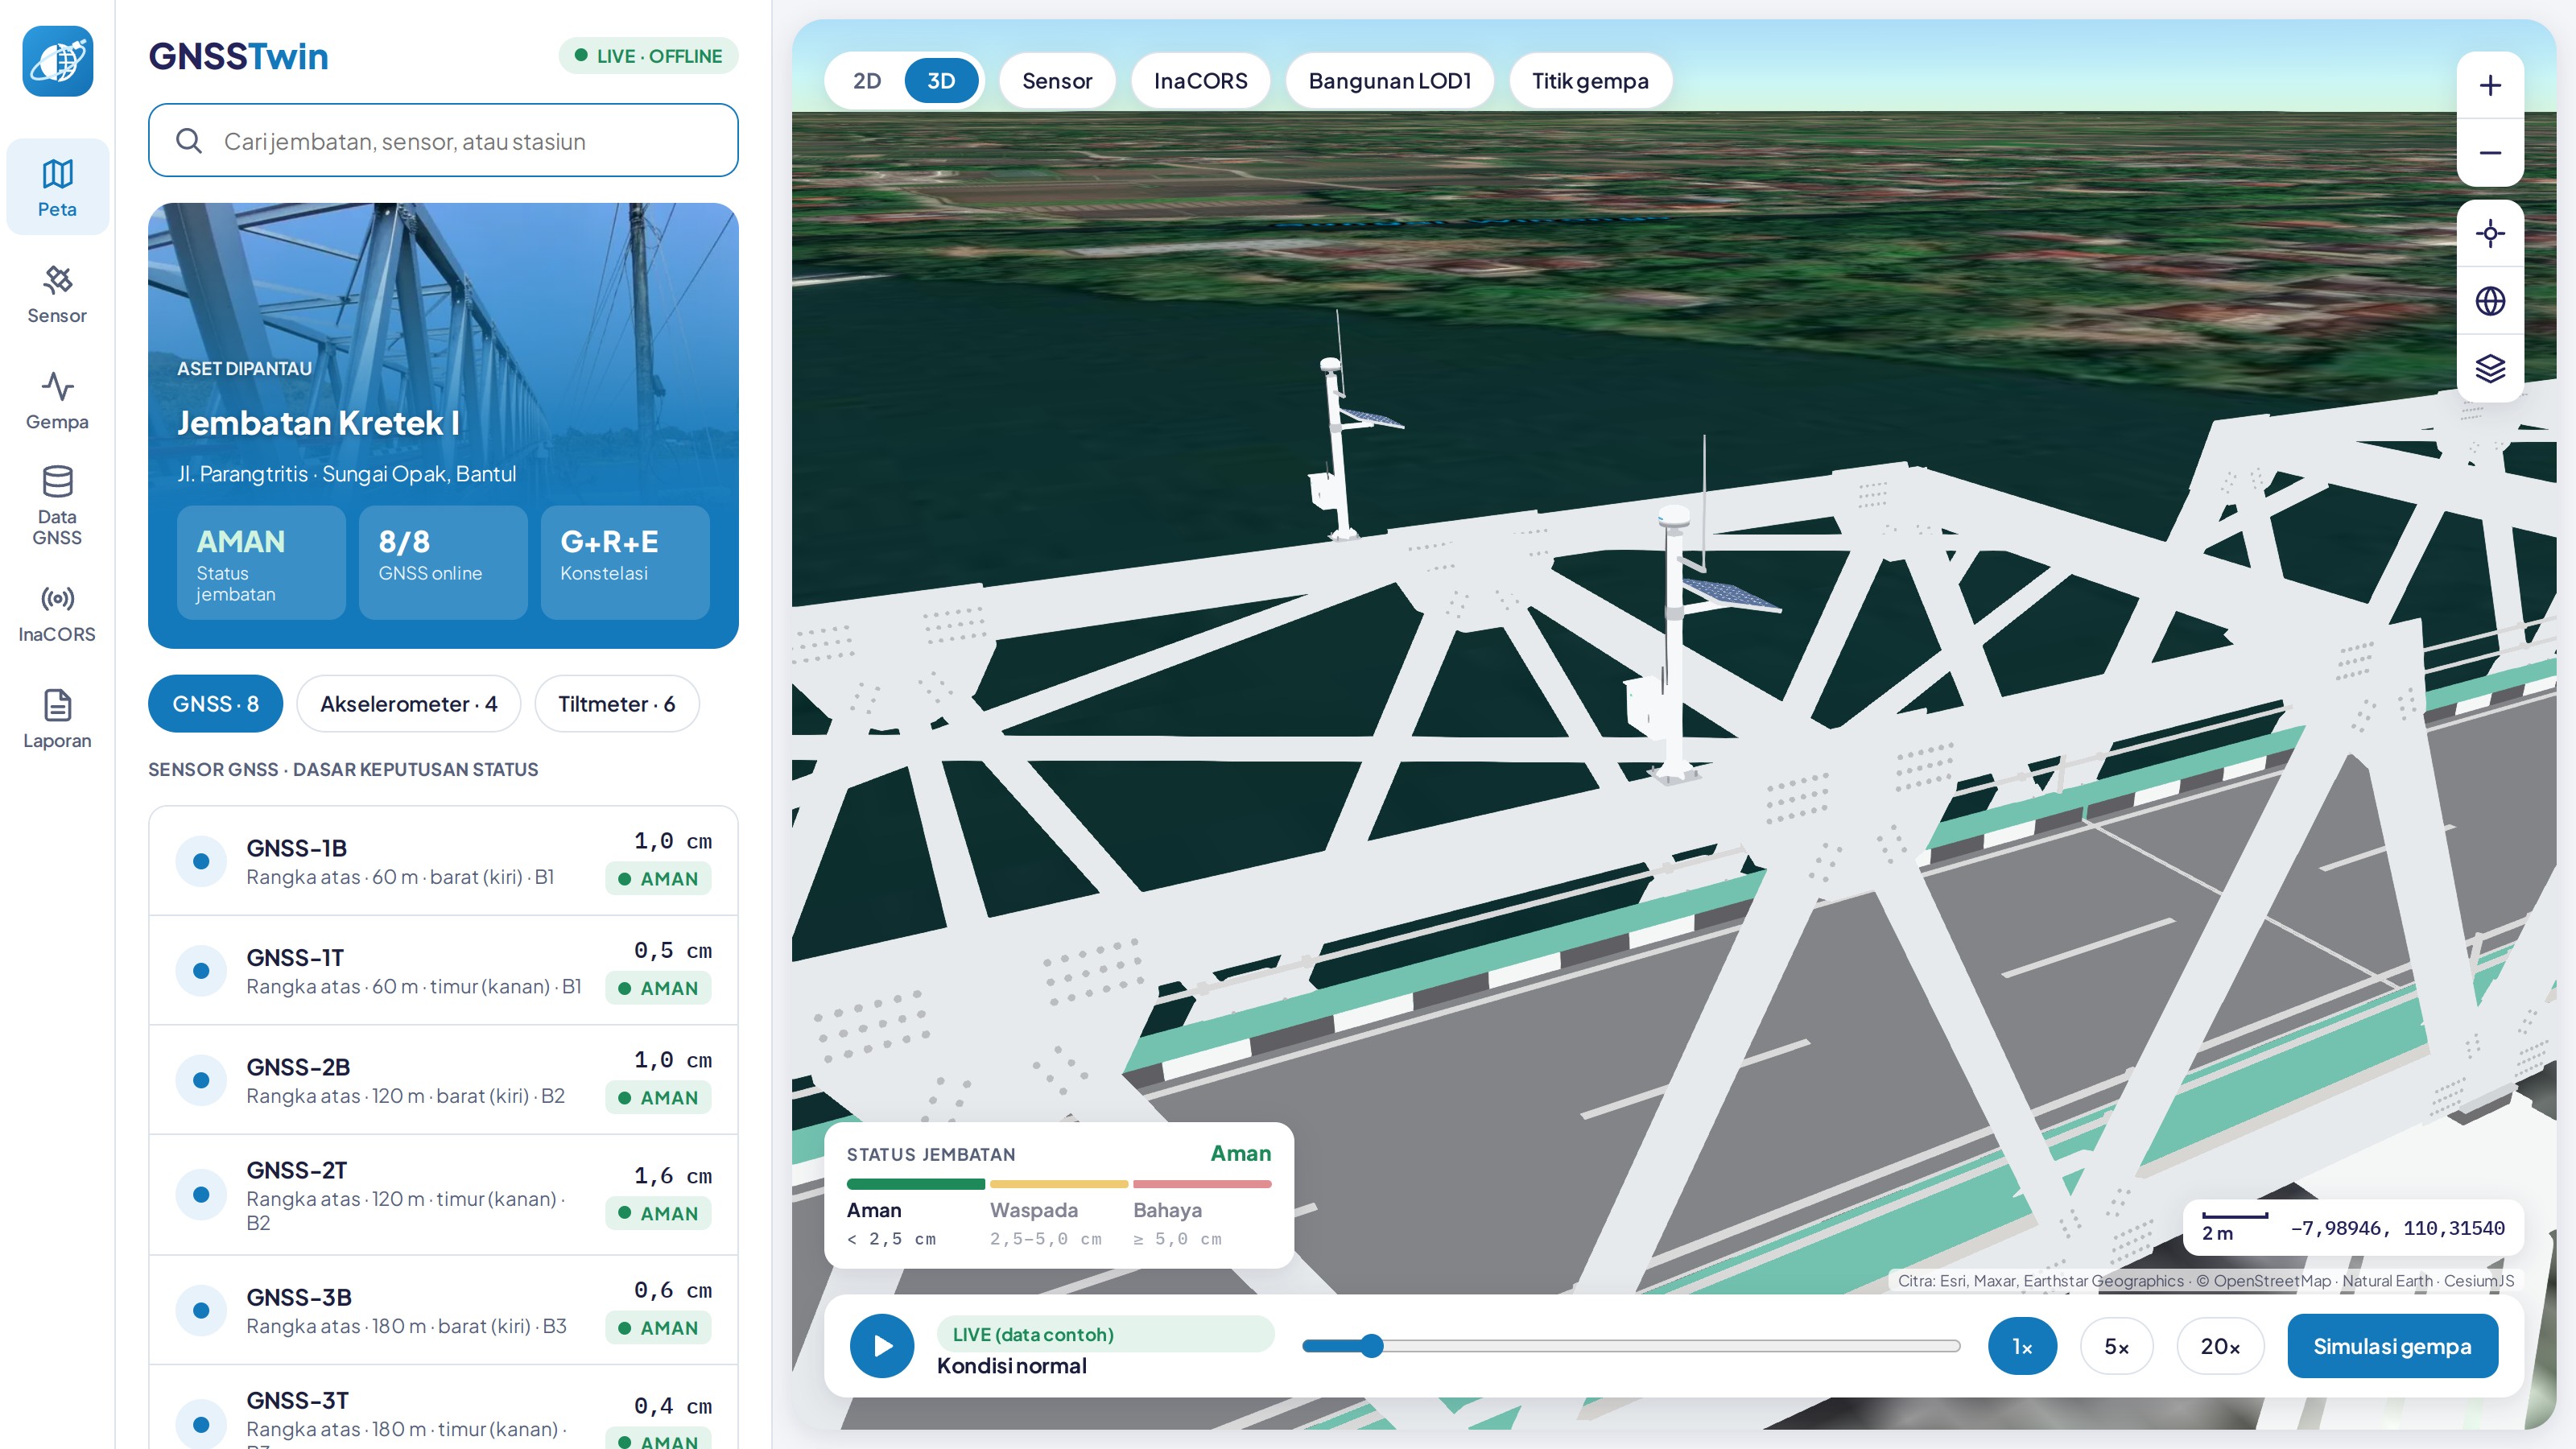 GNSSTwin
LIVE · OFFLINE
Cari jembatan, sensor, atau stasiun
Peta
Sensor
Gempa
Data
GNSS
InaCORS
Laporan
ASET DIPANTAU
Jembatan Kretek I
Jl. Parangtritis · Sungai Opak, Bantul
AMAN
Status
jembatan
8/8
GNSS online
G+R+E
Konstelasi
GNSS · 8
Akselerometer · 4
Tiltmeter · 6
SENSOR GNSS · DASAR KEPUTUSAN STATUS
GNSS-1B
Rangka atas · 60 m · barat (kiri) · B1
1,0 cm
AMAN
GNSS-1T
Rangka atas · 60 m · timur (kanan) · B1
0,5 cm
AMAN
GNSS-2B
Rangka atas · 120 m · barat (kiri) · B2
1,0 cm
AMAN
GNSS-2T
Rangka atas · 120 m · timur (kanan) ·
B2
1,6 cm
AMAN
GNSS-3B
Rangka atas · 180 m · barat (kiri) · B3
0,6 cm
AMAN
GNSS-3T
Rangka atas · 180 m · timur (kanan) ·
0,4 cm
AMAN
2D
3D
Sensor
InaCORS
Bangunan LOD1
Titik gempa
STATUS JEMBATAN
Aman
Aman
< 2,5 cm
Waspada
2,5–5,0 cm
Bahaya
≥ 5,0 cm
2 m
−7,98946, 110,31540
Citra: Esri, Maxar, Earthstar Geographics · © OpenStreetMap · Natural Earth · CesiumJS
LIVE (data contoh)
Kondisi normal
1×
5×
20×
Simulasi gempa